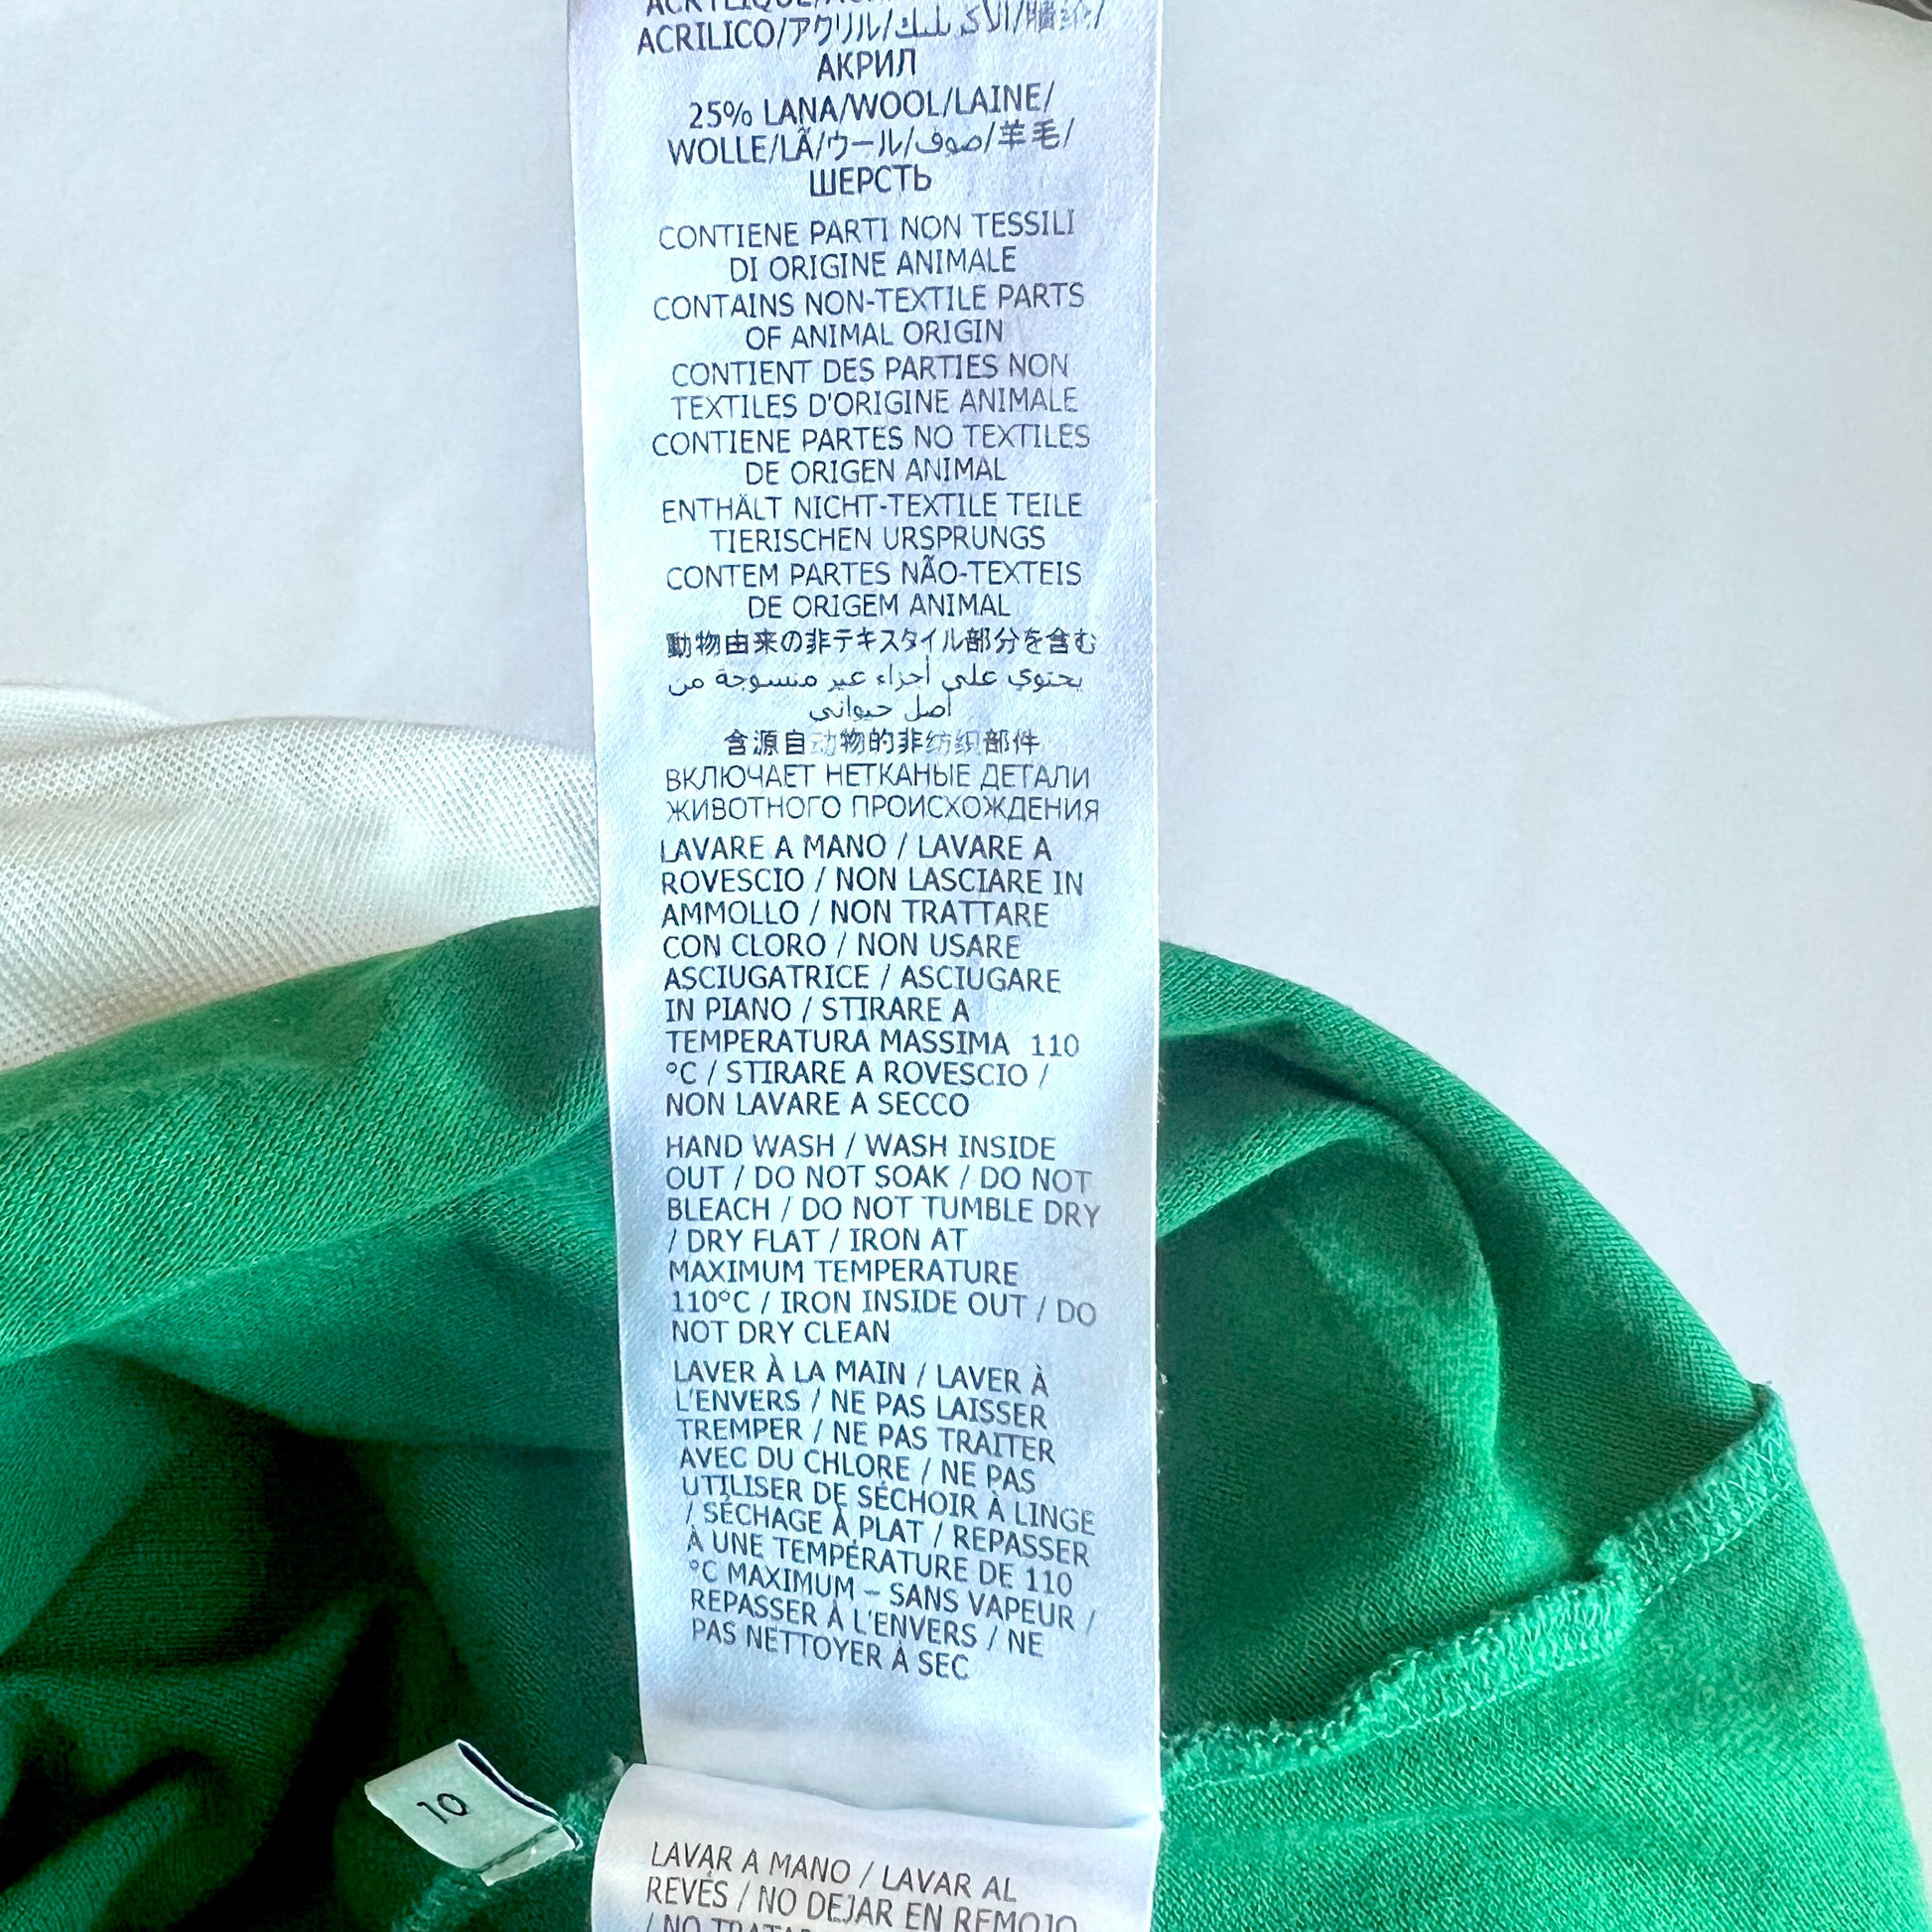 ACRILICO/アクリル/
АКРИЛ
25% LANA/WOOL/LAINE/
WOLLE/LÃ/ウール/صوف/羊毛/
ШЕРСТЬ
CONTIENE PARTI NON TESSILI
DI ORIGINE ANIMALE
CONTAINS NON-TEXTILE PARTS
OF ANIMAL ORIGIN
CONTIENT DES PARTIES NON
TEXTILES D'ORIGINE ANIMALE
CONTIENE PARTES NO TEXTILES
DE ORIGEN ANIMAL
ENTHÄLT NICHT-TEXTILE TEILE
TIERISCHEN URSPRUNGS
CONTEM PARTES NÃO-TEXTEIS
DE ORIGEM ANIMAL
動物由来の非テキスタイル部分を含む
يحتوي على أجزاء غير منسوجة من
أصل حيواني
含源自动物的非纺织部件
ВКЛЮЧАЕТ НЕТКАНЫЕ ДЕТАЛИ
ЖИВОТНОГО ПРОИСХОЖДЕНИЯ
LAVARE A MANO / LAVARE A
ROVESCIO / NON LASCIARE IN
AMMOLLO / NON TRATTARE
CON CLORO / NON USARE
ASCIUGATRICE / ASCIUGARE
IN PIANO / STIRARE A
TEMPERATURA MASSIMA 110
°C / STIRARE A ROVESCIO /
NON LAVARE A SECCO
HAND WASH / WASH INSIDE
OUT / DO NOT SOAK / DO NOT
BLEACH / DO NOT TUMBLE DRY
/ DRY FLAT / IRON AT
MAXIMUM TEMPERATURE
110°C / IRON INSIDE OUT / DO
NOT DRY CLEAN
LAVER À LA MAIN / LAVER À
L'ENVERS / NE PAS LAISSER
TREMPER / NE PAS TRAITER
AVEC DU CHLORE / NE PAS
UTILISER DE SÉCHOIR À LINGE
/ SÉCHAGE À PLAT / REPASSER
À UNE TEMPÉRATURE DE 110
°C MAXIMUM – SANS VAPEUR /
REPASSER À L'ENVERS / NE
PAS NETTOYER À SEC
10
LAVAR A MANO / LAVAR AL
REVÉS / NO DEJAR EN REMOJO
/ NO